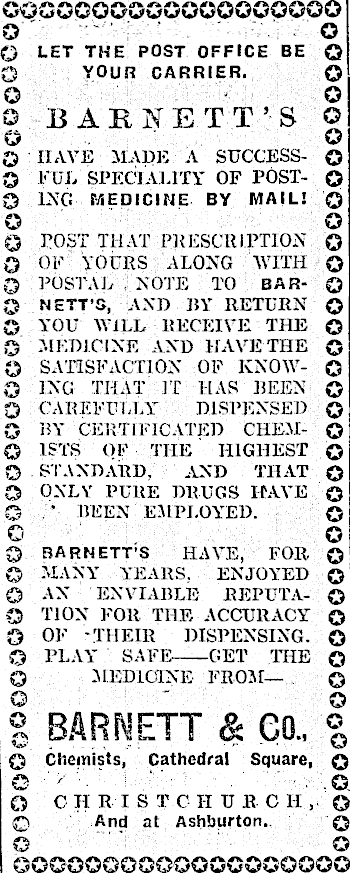 LET THE POST OFFICE BE
YOUR CARRIER.
BARNETT'S
HAVE MADE A SUCCESS-
FUL SPECIALITY OF POST-
ING MEDICINE BY MAIL!
POST THAT PRESCRIPTION
OF YOURS ALONG WITH
POSTAL NOTE TO BAR-
NETT'S, AND BY RETURN
YOU WILL RECEIVE THE
MEDICINE AND HAVE THE
SATISFACTION OF KNOW-
ING THAT IT HAS BEEN
CAREFULLY DISPENSED
BY CERTIFICATED CHEM-
ISTS OF THE HIGHEST
STANDARD, AND THAT
ONLY PURE DRUGS HAVE
BEEN EMPLOYED.
BARNETT'S HAVE, FOR
MANY YEARS, ENJOYED
AN ENVIABLE REPUTA-
TION FOR THE ACCURACY
OF THEIR DISPENSING.
PLAY SAFE——GET THE
MEDICINE FROM—
BARNETT & CO.,
Chemists, Cathedral Square,
CHRISTCHURCH,
And at Ashburton.